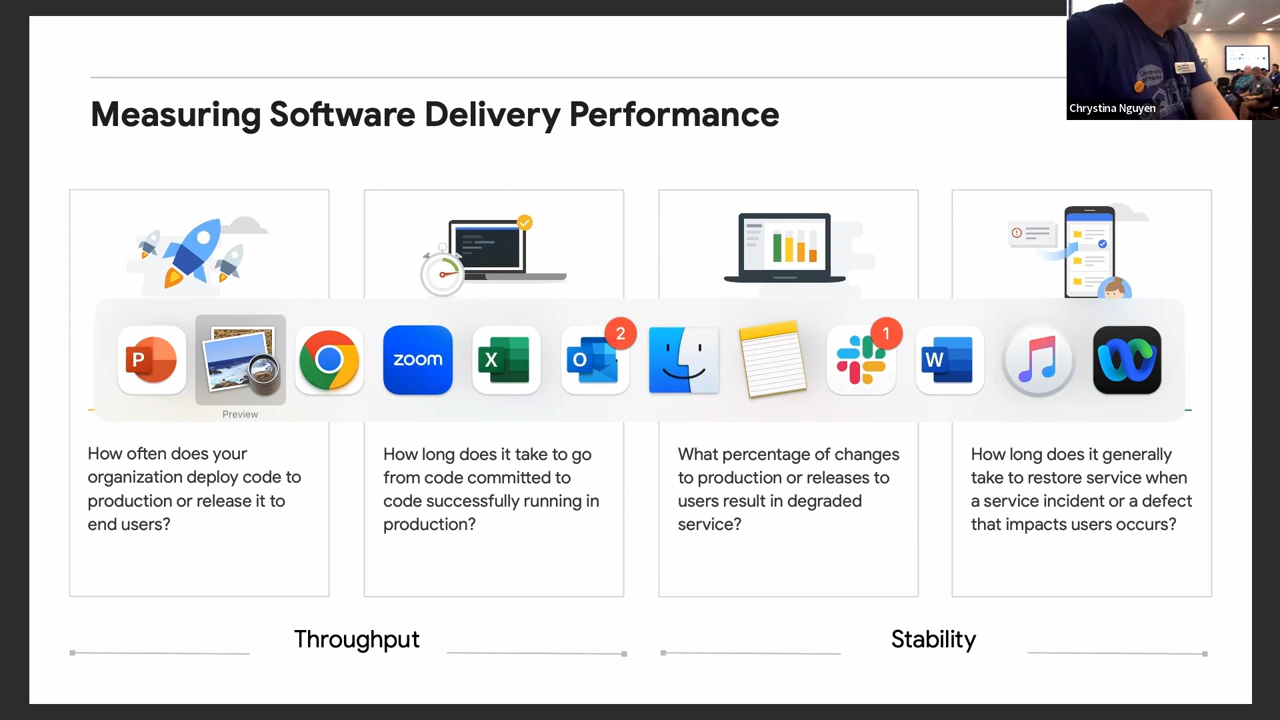 Measuring Software Delivery Performance
Chrystina Nguyen
P
zoom
X
O
2
1
W
Preview
How often does your
organization deploy code to
production or release it to
end users?
How long does it take to go
from code committed to
code successfully running in
production?
What percentage of changes
to production or releases to
users result in degraded
service?
How long does it generally
take to restore service when
a service incident or a defect
that impacts users occurs?
Throughput
Stability